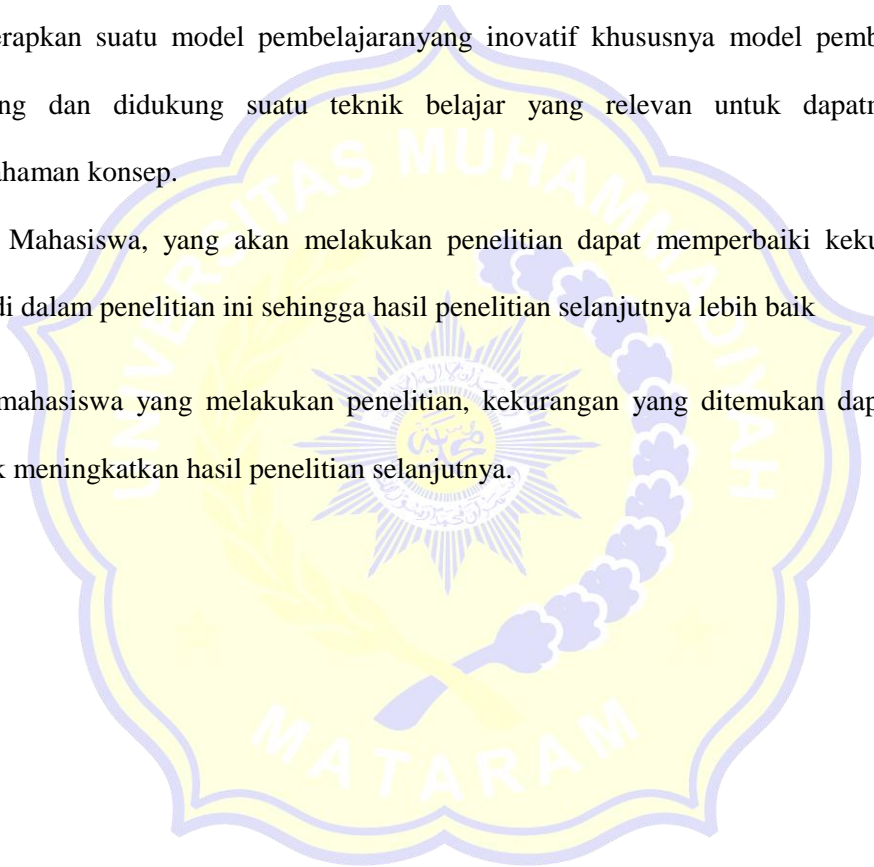 erapkan suatu model pembelajaranyang inovatif khususnya model pemb
ng dan didukung suatu teknik belajar yang relevan untuk dapatr
ahaman konsep.
Mahasiswa, yang akan melakukan penelitian dapat memperbaiki keku
di dalam penelitian ini sehingga hasil penelitian selanjutnya lebih baik
mahasiswa yang melakukan penelitian, kekurangan yang ditemukan dap
k meningkatkan hasil penelitian selanjutnya.
UNIVERSITAS MUHAMMADIYAH
MATARAM